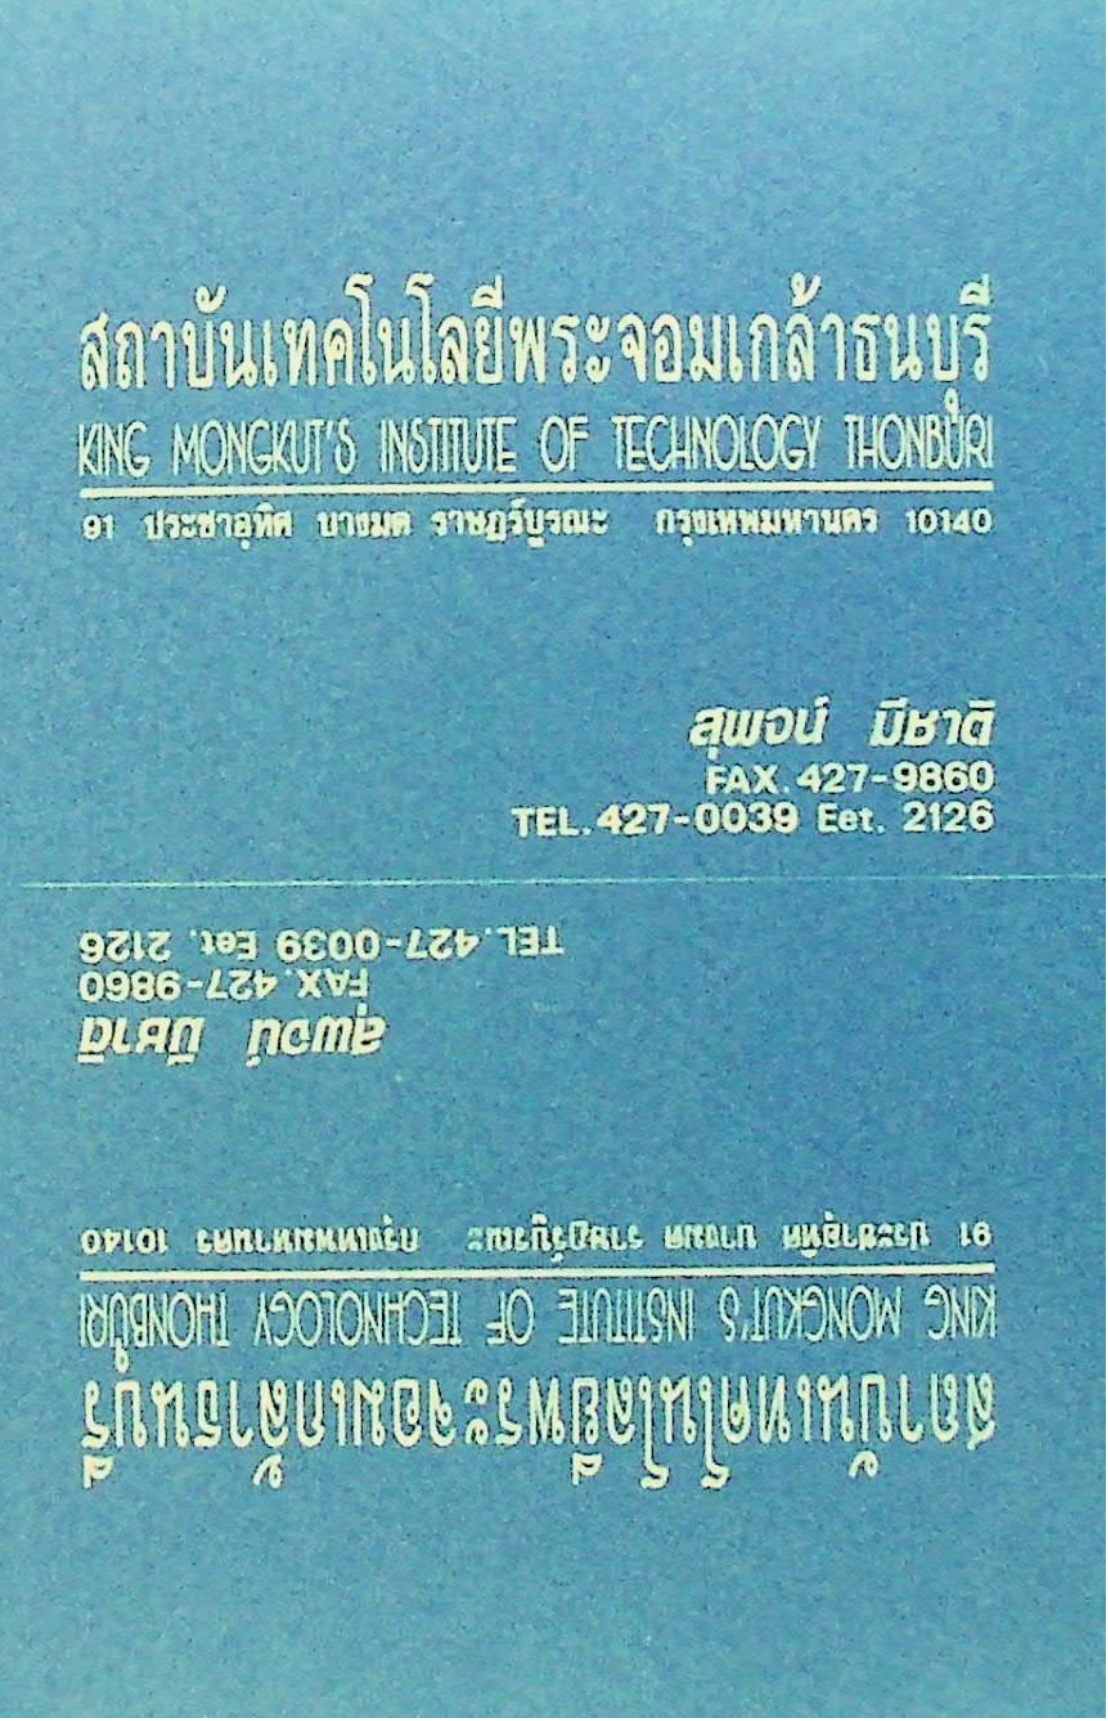 สถาบันเทคโนโลยีพระจอมเกล้าธนบุรี
KING MONGKUT'S INSTITUTE OF TECHNOLOGY THONBURI
91 ประชาอุทิศ บางมด ราษฎร์บูรณะ กรุงเทพมหานคร 10140
สุพจน์ มีชาติ
FAX. 427-9860
TEL. 427-0039 Eet. 2126
TEL. 427-0039 Eet. 2126
FAX. 427-9860
สุพจน์ มีชาติ
91 ประชาอุทิศ บางมด ราษฎร์บูรณะ กรุงเทพมหานคร 10140
KING MONGKUT'S INSTITUTE OF TECHNOLOGY THONBURI
สถาบันเทคโนโลยีพระจอมเกล้าธนบุรี